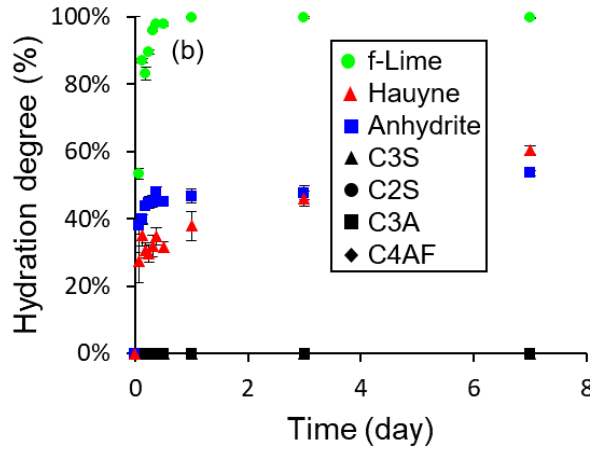 100%
80%
60%
40%
20%
0%
Hydration degree (%)
(b)
f-Lime
Hauyne
Anhydrite
C3S
C2S
C3A
C4AF
0 2 4 6 8
Time (day)